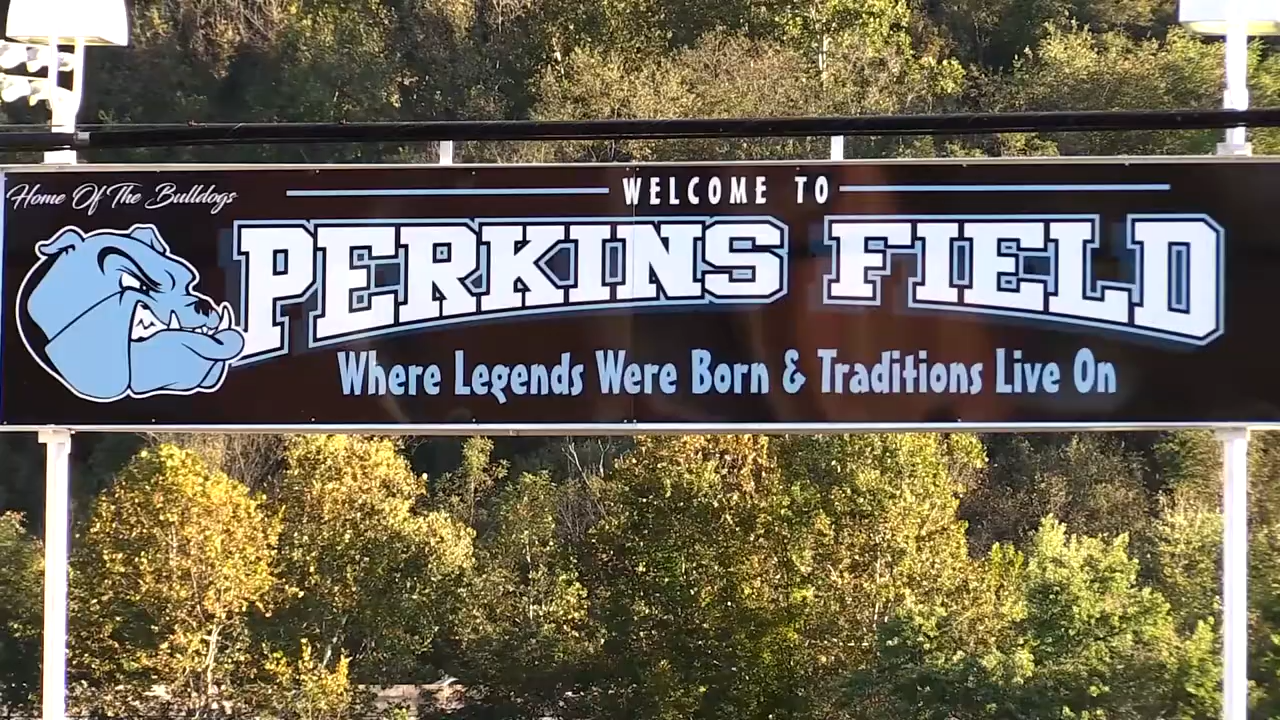 Home Of The Bulldogs
WELCOME TO
PERKINS FIELD
Where Legends Were Born & Traditions Live On